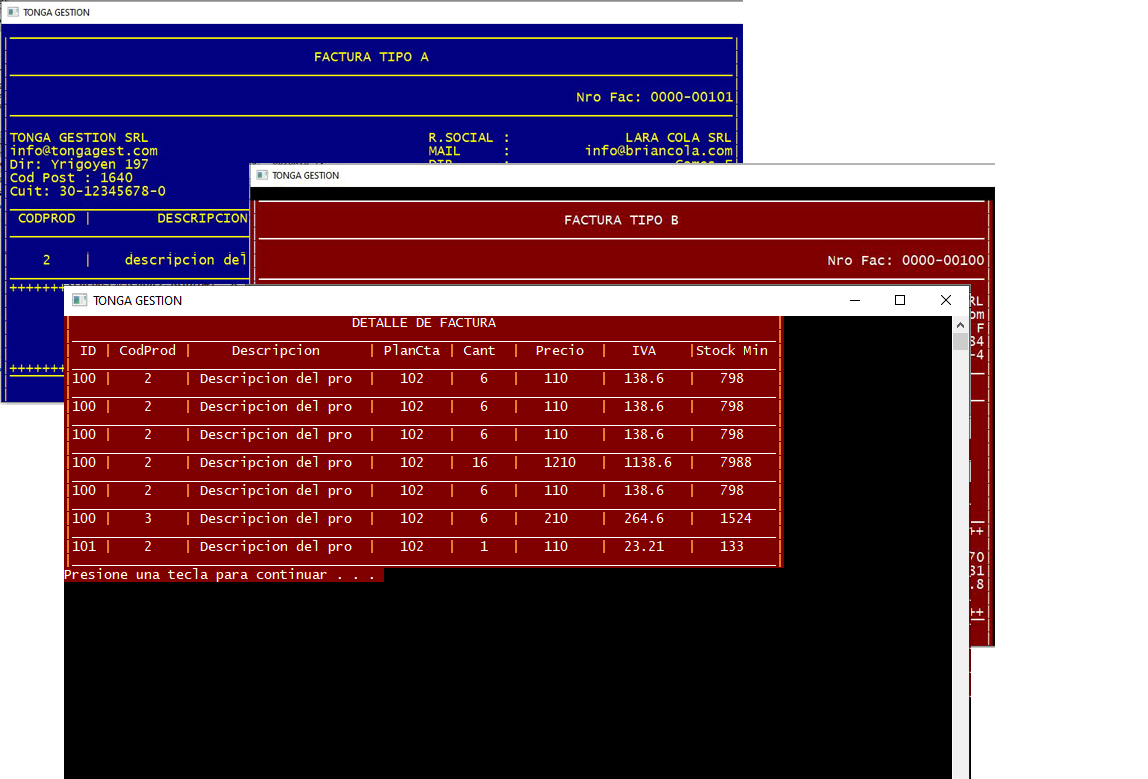 TONGA GESTION
FACTURA TIPO A
Nro Fac: 0000-00101
TONGA GESTION SRL R.SOCIAL : LARA COLA SRL
info@tongagest.com MAIL : info@briancola.com
Dir: Yrigoyen 197
Cod Post : 1640
Cuit: 30-12345678-0
CODPROD | DESCRIPCION
2 | descripcion del
+++++++
+++++++
TONGA GESTION
FACTURA TIPO B
Nro Fac: 0000-00100
RL
om
F
34
-4
++
70
31
.8
++
TONGA GESTION
DETALLE DE FACTURA
ID | CodProd | Descripcion | PlanCta | Cant | Precio | IVA |Stock Min
100 | 2 | Descripcion del pro | 102 | 6 | 110 | 138.6 | 798
100 | 2 | Descripcion del pro | 102 | 6 | 110 | 138.6 | 798
100 | 2 | Descripcion del pro | 102 | 6 | 110 | 138.6 | 798
100 | 2 | Descripcion del pro | 102 | 16 | 1210 | 1138.6 | 7988
100 | 2 | Descripcion del pro | 102 | 6 | 110 | 138.6 | 798
100 | 3 | Descripcion del pro | 102 | 6 | 210 | 264.6 | 1524
101 | 2 | Descripcion del pro | 102 | 1 | 110 | 23.21 | 133
Presione una tecla para continuar . . .